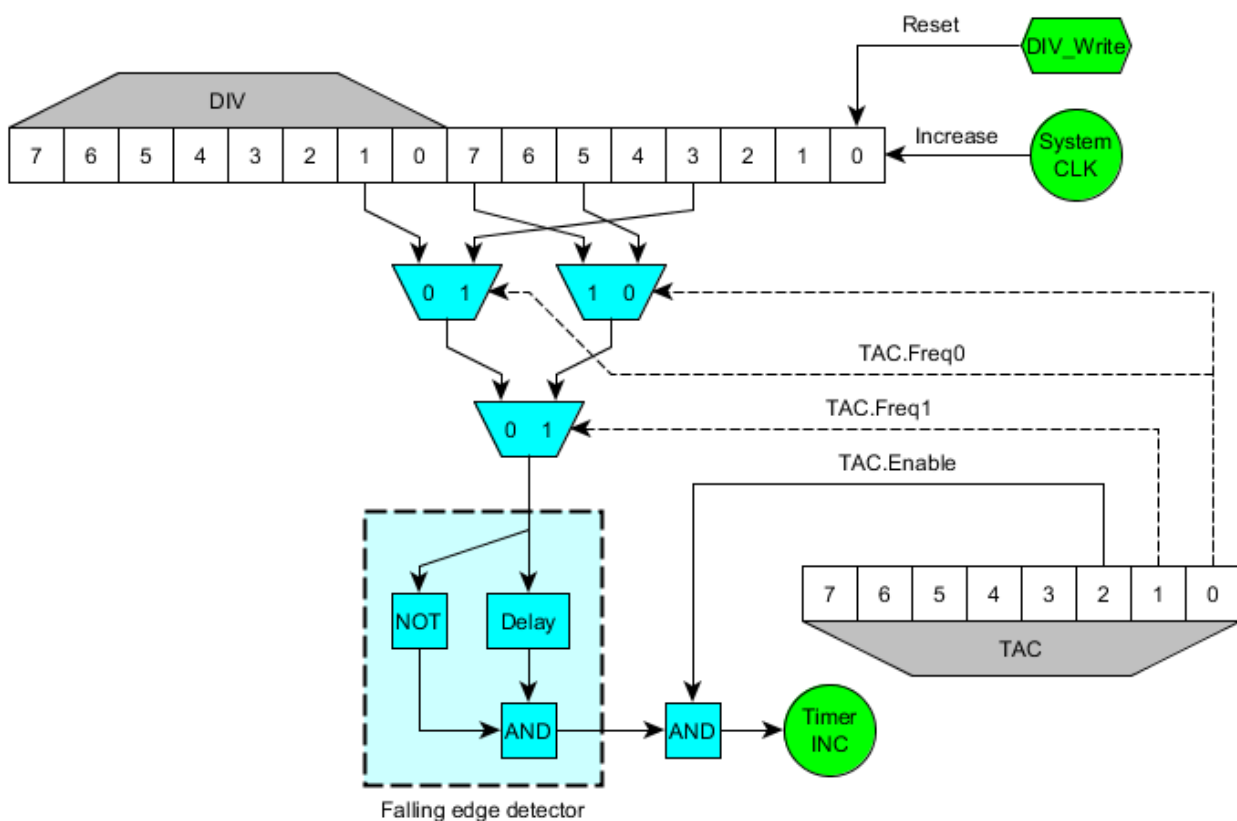 Reset
DIV_Write
DIV
7 6 5 4 3 2 1 0 7 6 5 4 3 2 1 0
Increase
System
CLK
0 1
1 0
TAC.Freq0
0 1
TAC.Freq1
TAC.Enable
NOT
Delay
7 6 5 4 3 2 1 0
TAC
AND
AND
Timer
INC
Falling edge detector